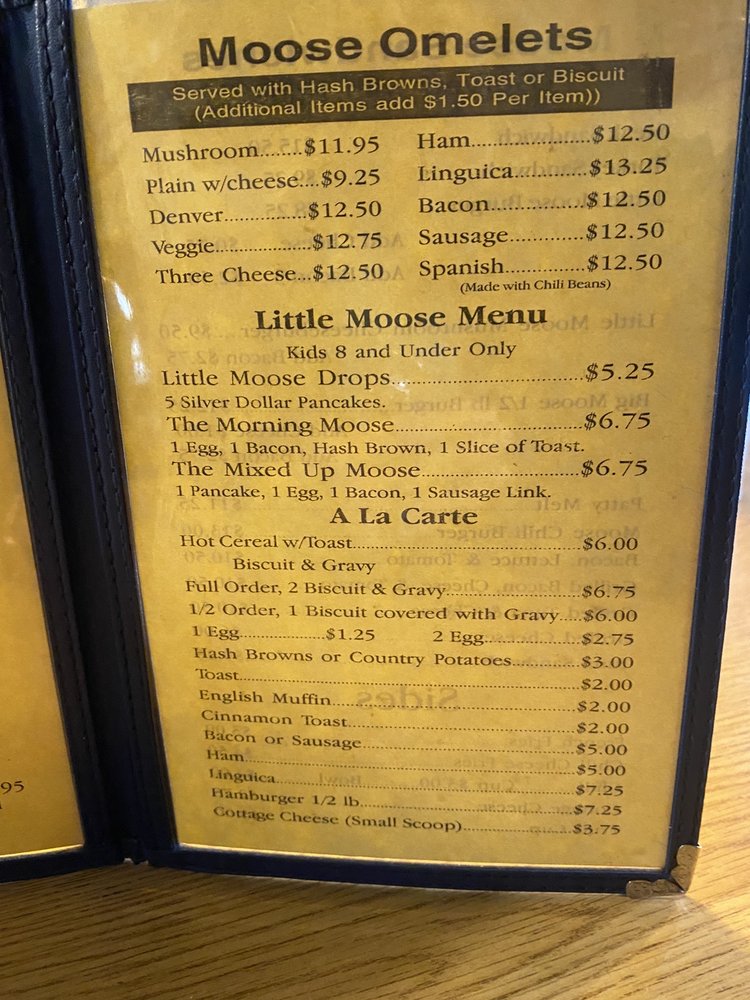 Moose Omelets
Served with Hash Browns, Toast or Biscuit
(Additional Items add $1.50 Per Item))
Mushroom.......$11.95
Ham.....................$12.50
Plain w/cheese....$9.25
Linguica.............$13.25
Denver.............$12.50
Bacon.................$12.50
Veggie..................$12.75
Sausage.............$12.50
Three Cheese...$12.50
Spanish..............$12.50
(Made with Chili Beans)
Little Moose Menu
Kids 8 and Under Only
Little Moose Drops.................................$5.25
5 Silver Dollar Pancakes.
The Morning Moose................................$6.75
1 Egg, 1 Bacon, Hash Brown, 1 Slice of Toast.
The Mixed Up Moose...........................$6.75
1 Pancake, 1 Egg, 1 Bacon, 1 Sausage Link.
A La Carte
Hot Cereal w/Toast............................................$6.00
Biscuit & Gravy
Full Order, 2 Biscuit & Gravy..........................$6.75
1/2 Order, 1 Biscuit covered with Gravy....$6.00
1 Egg.....................$1.25 2 Egg........................$2.75
Hash Browns or Country Potatoes.............$3.00
Toast..................................................................$2.00
English Muffin................................................$2.00
Cinnamon Toast.............................................$2.00
Bacon or Sausage..........................................$5.00
Ham.................................................................$5.00
Linguica............................................................$7.25
Hamburger 1/2 lb..........................................$7.25
Cottage Cheese (Small Scoop)......................$3.75
95